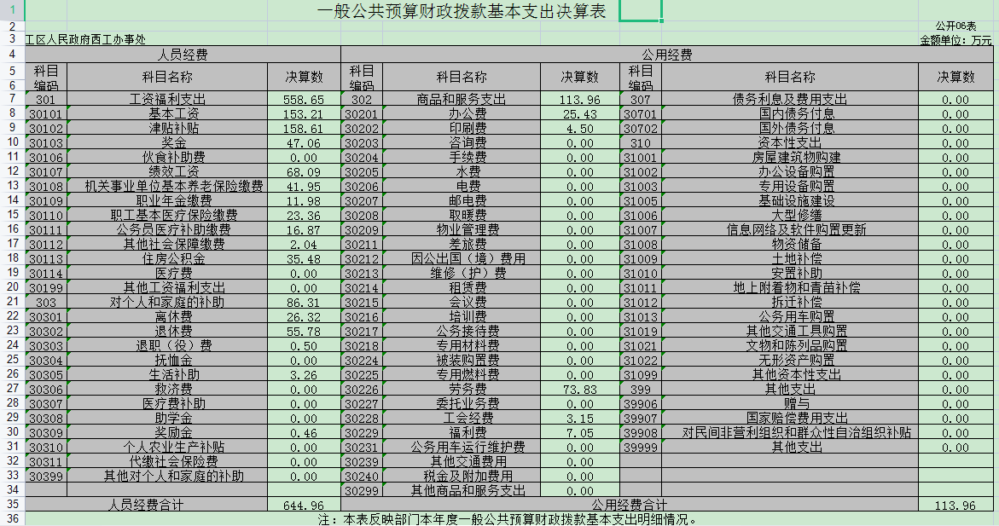 1 一般公共预算财政拨款基本支出决算表
2 公开06表
3 工区人民政府西工办事处 金额单位：万元
4 人员经费 公用经费
5 科目 科目名称 决算数 科目 科目名称 决算数 科目 科目名称 决算数
6 编码 编码 编码
7 301 工资福利支出 558.65 302 商品和服务支出 113.96 307 债务利息及费用支出 0.00
8 30101 基本工资 153.21 30201 办公费 25.43 30701 国内债务付息 0.00
9 30102 津贴补贴 158.61 30202 印刷费 4.50 30702 国外债务付息 0.00
10 30103 奖金 47.06 30203 咨询费 0.00 310 资本性支出 0.00
11 30106 伙食补助费 0.00 30204 手续费 0.00 31001 房屋建筑物购建 0.00
12 30107 绩效工资 68.09 30205 水费 0.00 31002 办公设备购置 0.00
13 30108 机关事业单位基本养老保险缴费 41.95 30206 电费 0.00 31003 专用设备购置 0.00
14 30109 职业年金缴费 11.98 30207 邮电费 0.00 31005 基础设施建设 0.00
15 30110 职工基本医疗保险缴费 23.36 30208 取暖费 0.00 31006 大型修缮 0.00
16 30111 公务员医疗补助缴费 16.87 30209 物业管理费 0.00 31007 信息网络及软件购置更新 0.00
17 30112 其他社会保障缴费 2.04 30211 差旅费 0.00 31008 物资储备 0.00
18 30113 住房公积金 35.48 30212 因公出国（境）费用 0.00 31009 土地补偿 0.00
19 30114 医疗费 0.00 30213 维修（护）费 0.00 31010 安置补助 0.00
20 30199 其他工资福利支出 0.00 30214 租赁费 0.00 31011 地上附着物和青苗补偿 0.00
21 303 对个人和家庭的补助 86.31 30215 会议费 0.00 31012 拆迁补偿 0.00
22 30301 离休费 26.32 30216 培训费 0.00 31013 公务用车购置 0.00
23 30302 退休费 55.78 30217 公务接待费 0.00 31019 其他交通工具购置 0.00
24 30303 退职（役）费 0.50 30218 专用材料费 0.00 31021 文物和陈列品购置 0.00
25 30304 抚恤金 0.00 30224 被装购置费 0.00 31022 无形资产购置 0.00
26 30305 生活补助 3.26 30225 专用燃料费 0.00 31099 其他资本性支出 0.00
27 30306 救济费 0.00 30226 劳务费 73.83 399 其他支出 0.00
28 30307 医疗费补助 0.00 30227 委托业务费 0.00 39906 赠与 0.00
29 30308 助学金 0.00 30228 工会经费 3.15 39907 国家赔偿费用支出 0.00
30 30309 奖励金 0.46 30229 福利费 7.05 39908 对民间非营利组织和群众性自治组织补贴 0.00
31 30310 个人农业生产补贴 0.00 30231 公务用车运行维护费 0.00 39999 其他支出 0.00
32 30311 代缴社会保险费 0.00 30239 其他交通费用 0.00
33 30399 其他对个人和家庭的补助 0.00 30240 税金及附加费用 0.00
34 30299 其他商品和服务支出 0.00
35 人员经费合计 644.96 公用经费合计 113.96
36 注：本表反映部门本年度一般公共预算财政拨款基本支出明细情况。